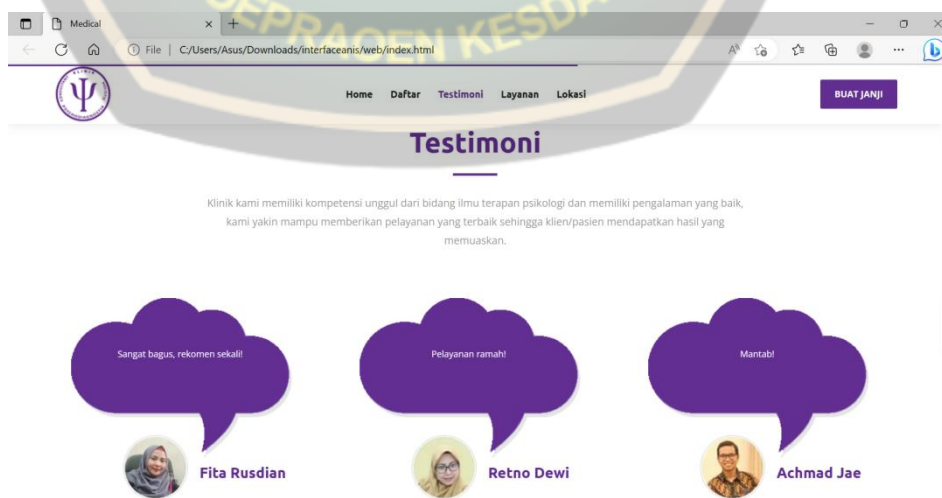 DEPRAGEN KESDA
Medical
File | C:/Users/Asus/Downloads/interfaceanis/web/index.html
Home Daftar Testimoni Layanan Lokasi
BUAT JANJI
Testimoni
Klinik kami memiliki kompetensi unggul dari bidang ilmu terapan psikologi dan memiliki pengalaman yang baik,
kami yakin mampu memberikan pelayanan yang terbaik sehingga klien/pasien mendapatkan hasil yang
memuaskan.
Sangat bagus, rekomen sekali!
Pelayanan ramah!
Mantab!
Fita Rusdian
Retno Dewi
Achmad Jae